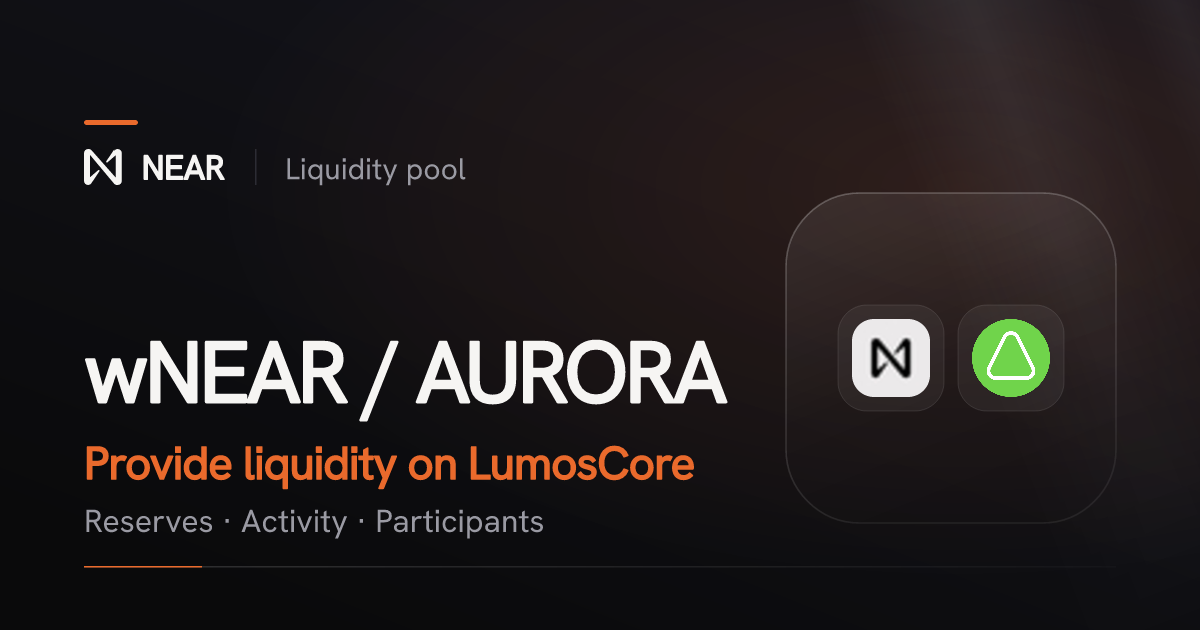 NEAR | Liquidity pool
wNEAR / AURORA
Provide liquidity on LumosCore
Reserves · Activity · Participants